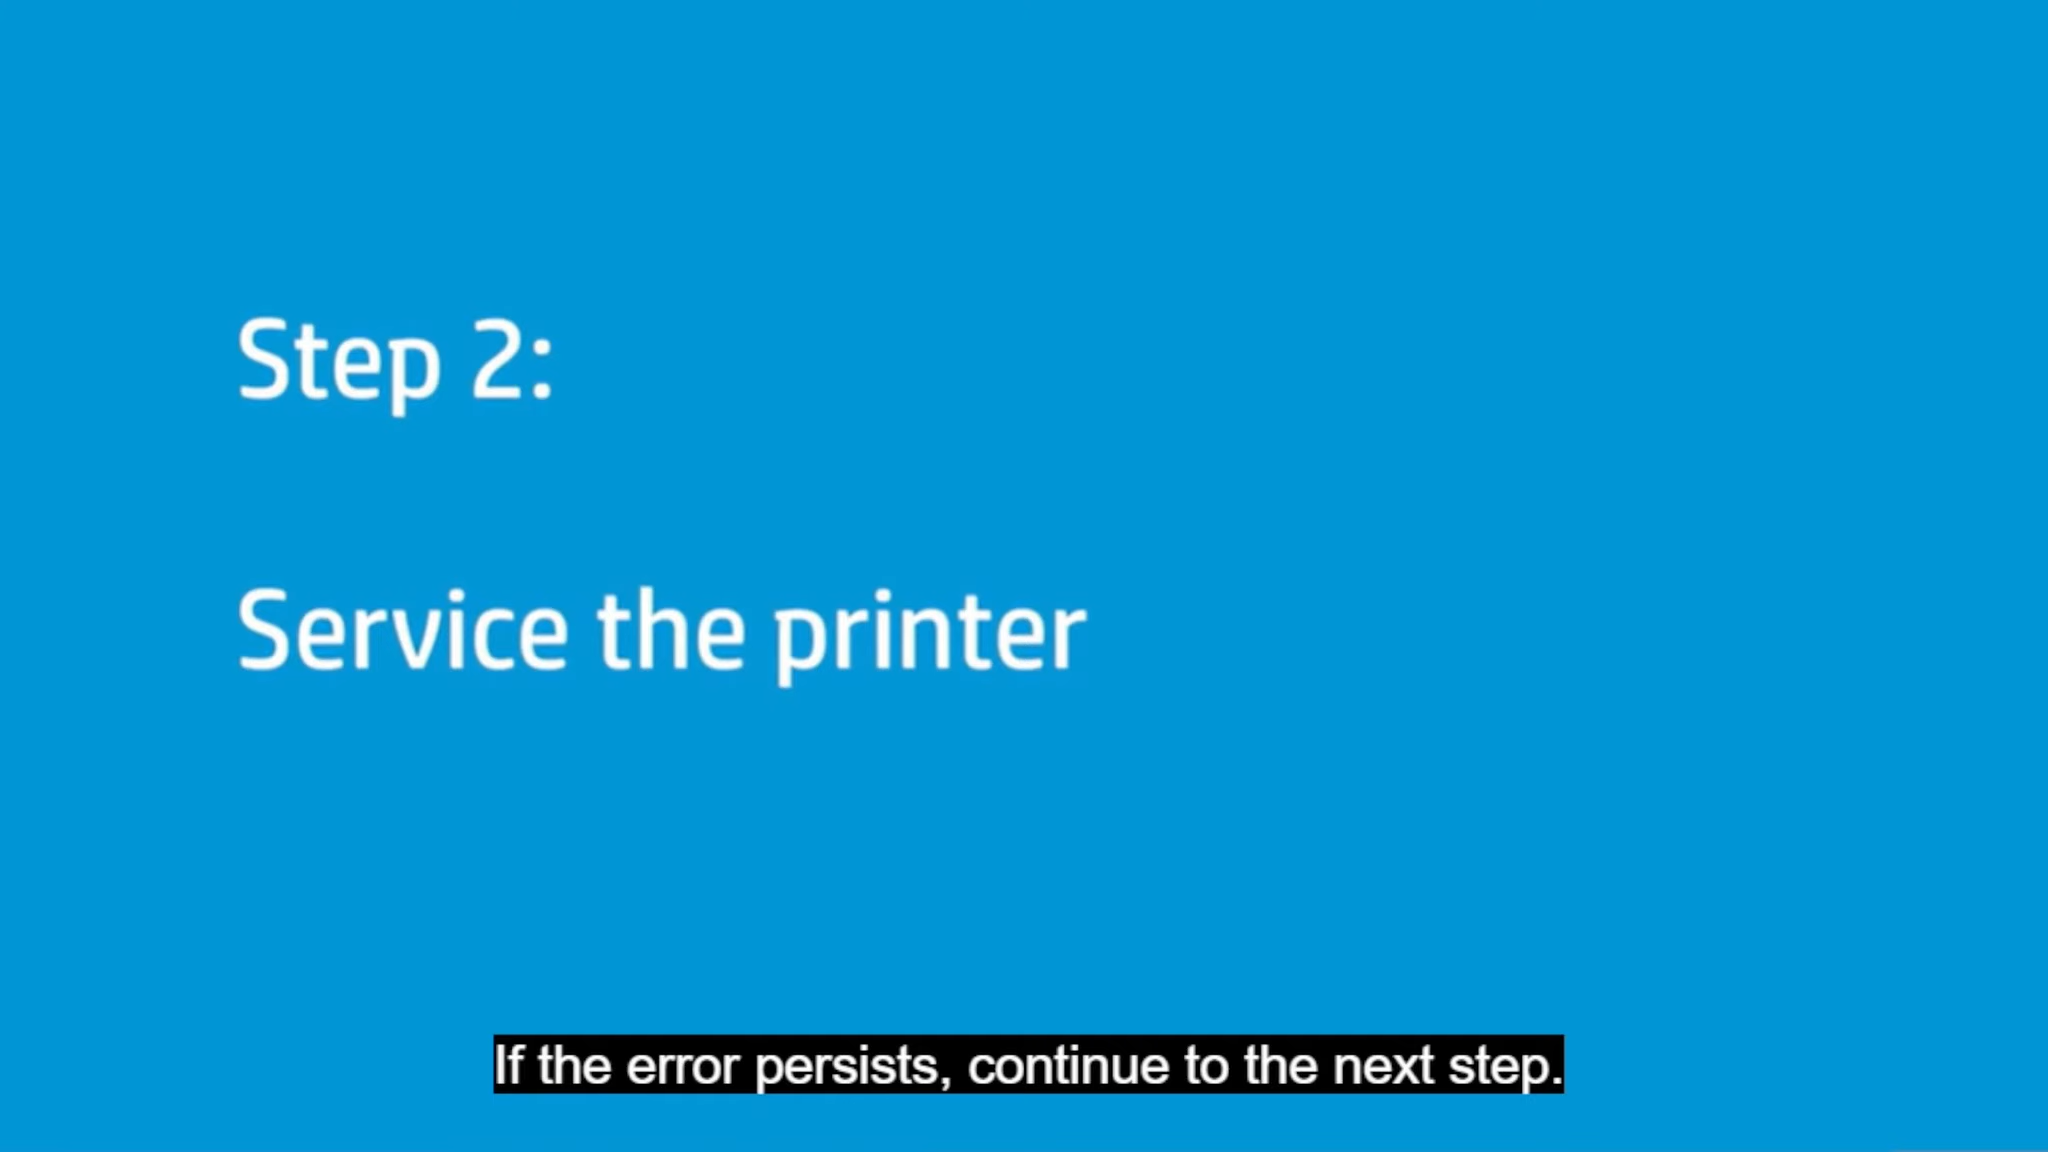 Step 2:
Service the printer
If the error persists, continue to the next step.